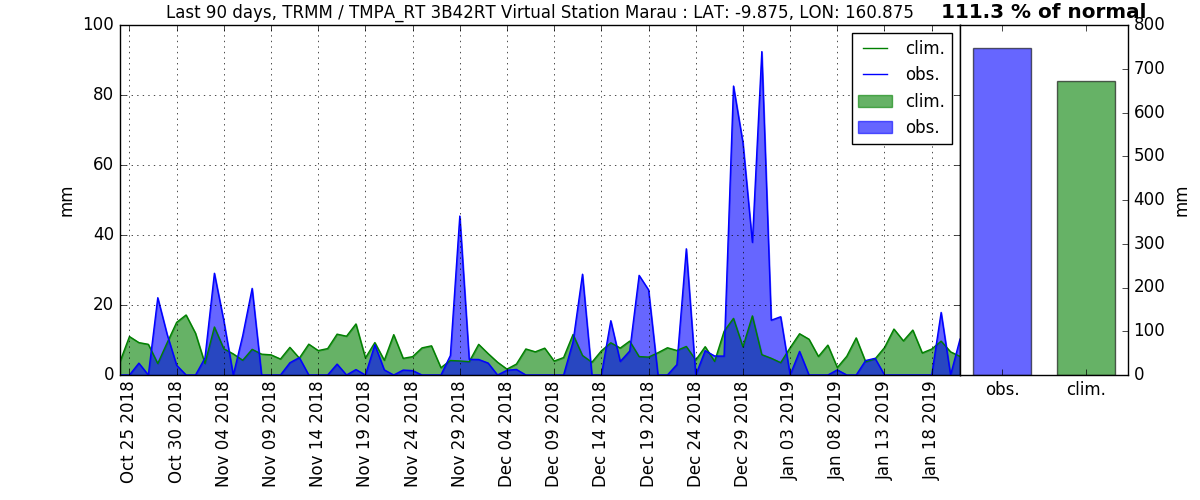 Last 90 days, TRMM / TMPA_RT 3B42RT Virtual Station Marau : LAT: -9.875, LON: 160.875
111.3 % of normal
100
80
60
40
20
0
mm
clim.
obs.
clim.
obs.
800
700
600
500
400
300
200
100
0
mm
Oct 25 2018
Oct 30 2018
Nov 04 2018
Nov 09 2018
Nov 14 2018
Nov 19 2018
Nov 24 2018
Nov 29 2018
Dec 04 2018
Dec 09 2018
Dec 14 2018
Dec 19 2018
Dec 24 2018
Dec 29 2018
Jan 03 2019
Jan 08 2019
Jan 13 2019
Jan 18 2019
obs.
clim.